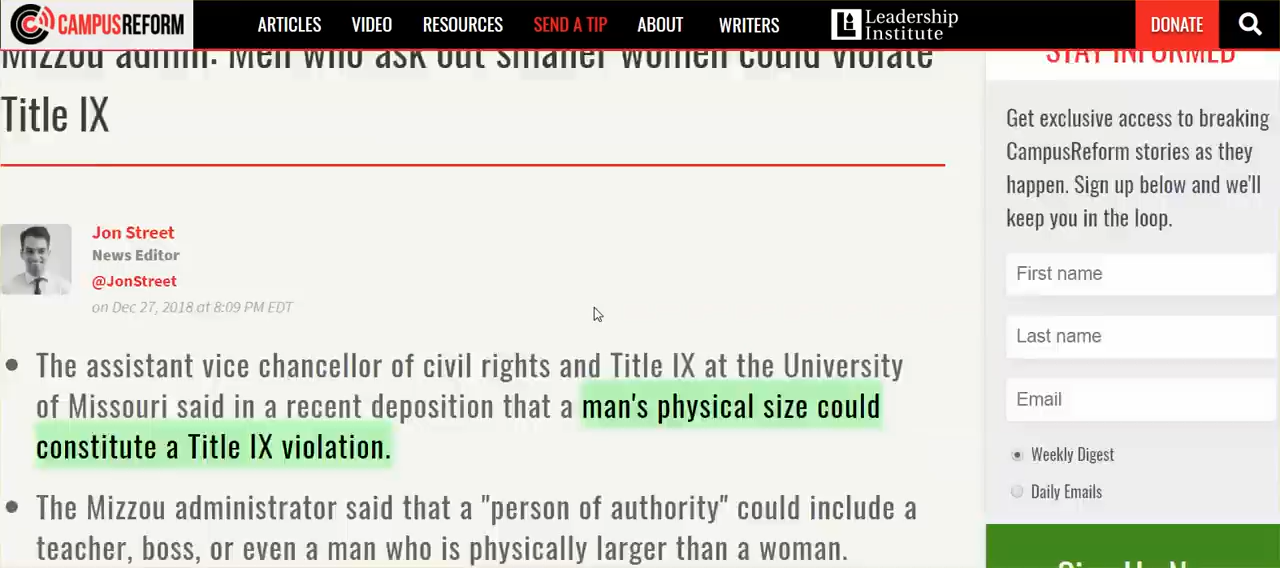 CAMPUSREFORM
ARTICLES
VIDEO
RESOURCES
SEND A TIP
ABOUT
WRITERS
Leadership
Institute
DONATE
Mizzou admin: Men who ask out smaller women could violate
Title IX
Jon Street
News Editor
@JonStreet
on Dec 27, 2018 at 8:09 PM EDT
The assistant vice chancellor of civil rights and Title IX at the University
of Missouri said in a recent deposition that a man's physical size could
constitute a Title IX violation.
The Mizzou administrator said that a "person of authority" could include a
teacher, boss, or even a man who is physically larger than a woman.
STAY INFORMED
Get exclusive access to breaking
CampusReform stories as they
happen. Sign up below and we'll
keep you in the loop.
First name
Last name
Email
Weekly Digest
Daily Emails
Sign Up Now